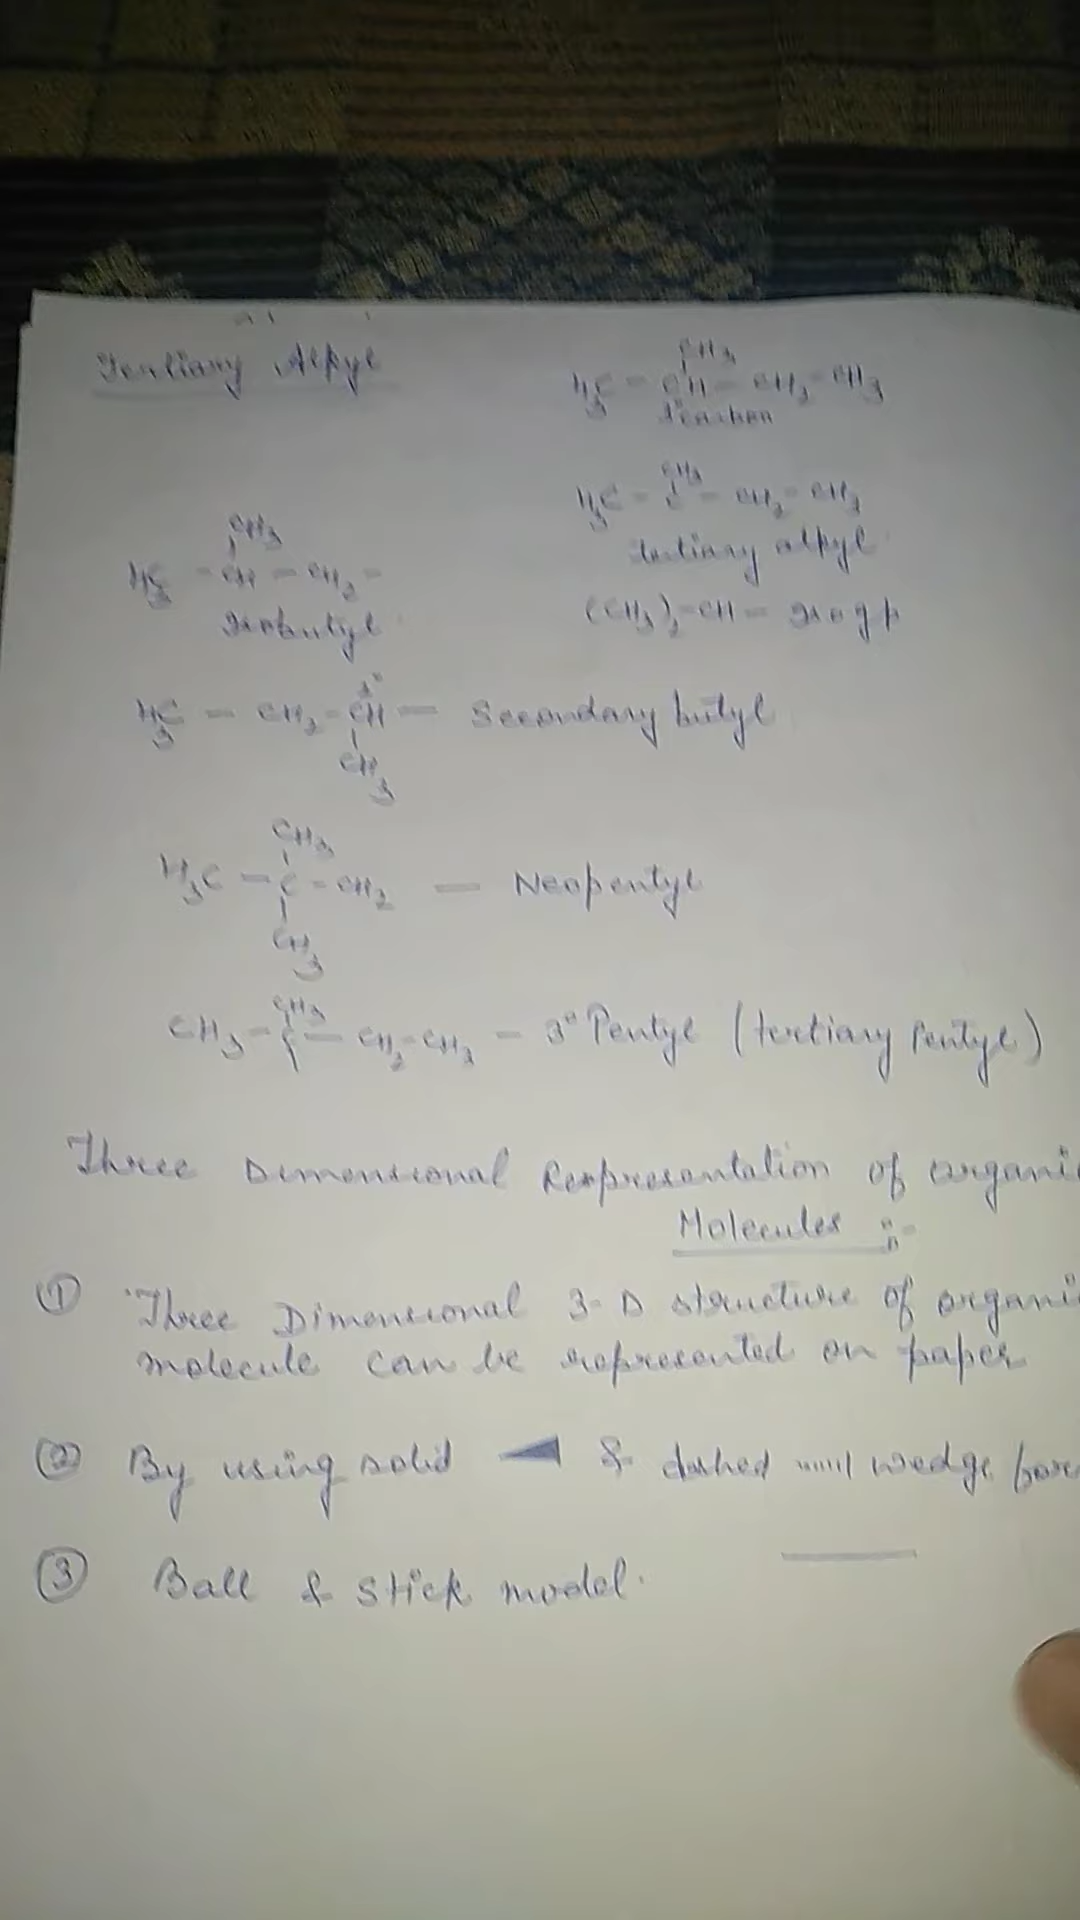 Tertiary Alkyl
CH3
H3C - CH - CH2 - CH3
CH3
H3C - C - CH2 - CH3
tertiary alkyl
(CH3)2 - CH -
CH3
H3C - CH - CH2 -
Isobutyl
H3C - CH2 - CH - Secondary butyl
CH3
CH3
H3C - C - CH2 - Neopentyl
CH3
CH3
CH3 - C - CH2 - CH3 - 3° Pentyl (tertiary Pentyl)
Three Dimensional Rerpresentation of organi
Molecules :-
① Three Dimensional 3-D structure of organi
molecule can be represented on paper
② By using solid & dashed wedge
③ Ball & stick model.